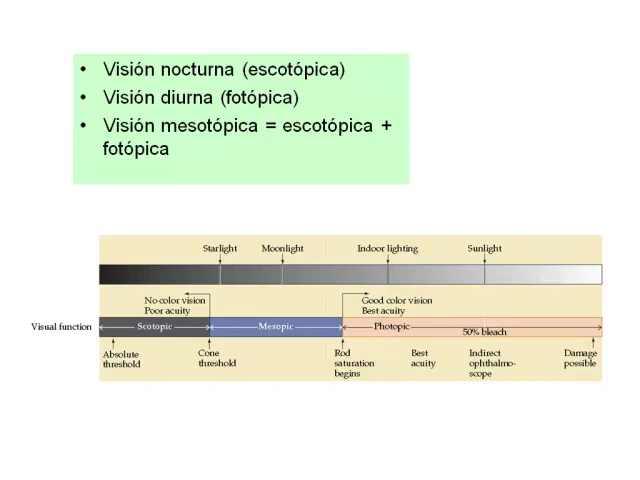 • Visión nocturna (escotópica)
• Visión diurna (fotópica)
• Visión mesotópica = escotópica +
fotópica
Starlight Moonlight Indoor lighting Sunlight
No color vision Good color vision
Poor acuity Best acuity
Visual function Scotopic Mesopic Photopic 50% bleach
Absolute Cone Rod Best Indirect Damage
threshold threshold saturation acuity ophthalmo- possible
begins scope